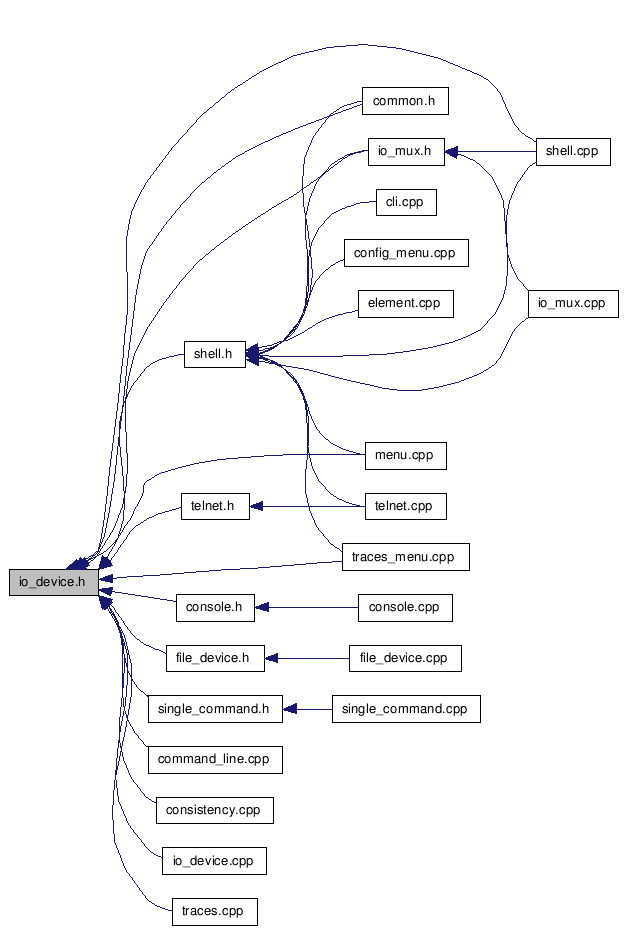 common.h
io_mux.h
shell.cpp
cli.cpp
config_menu.cpp
element.cpp
io_mux.cpp
shell.h
menu.cpp
telnet.h
telnet.cpp
traces_menu.cpp
io_device.h
console.h
console.cpp
file_device.h
file_device.cpp
single_command.h
single_command.cpp
command_line.cpp
consistency.cpp
io_device.cpp
traces.cpp